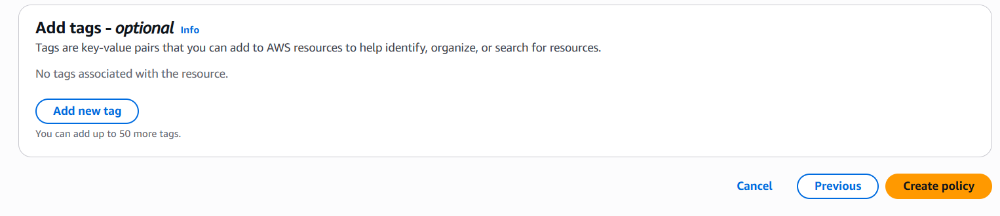 Add tags - optional Info
Tags are key-value pairs that you can add to AWS resources to help identify, organize, or search for resources.
No tags associated with the resource.
Add new tag
You can add up to 50 more tags.
Cancel Previous Create policy